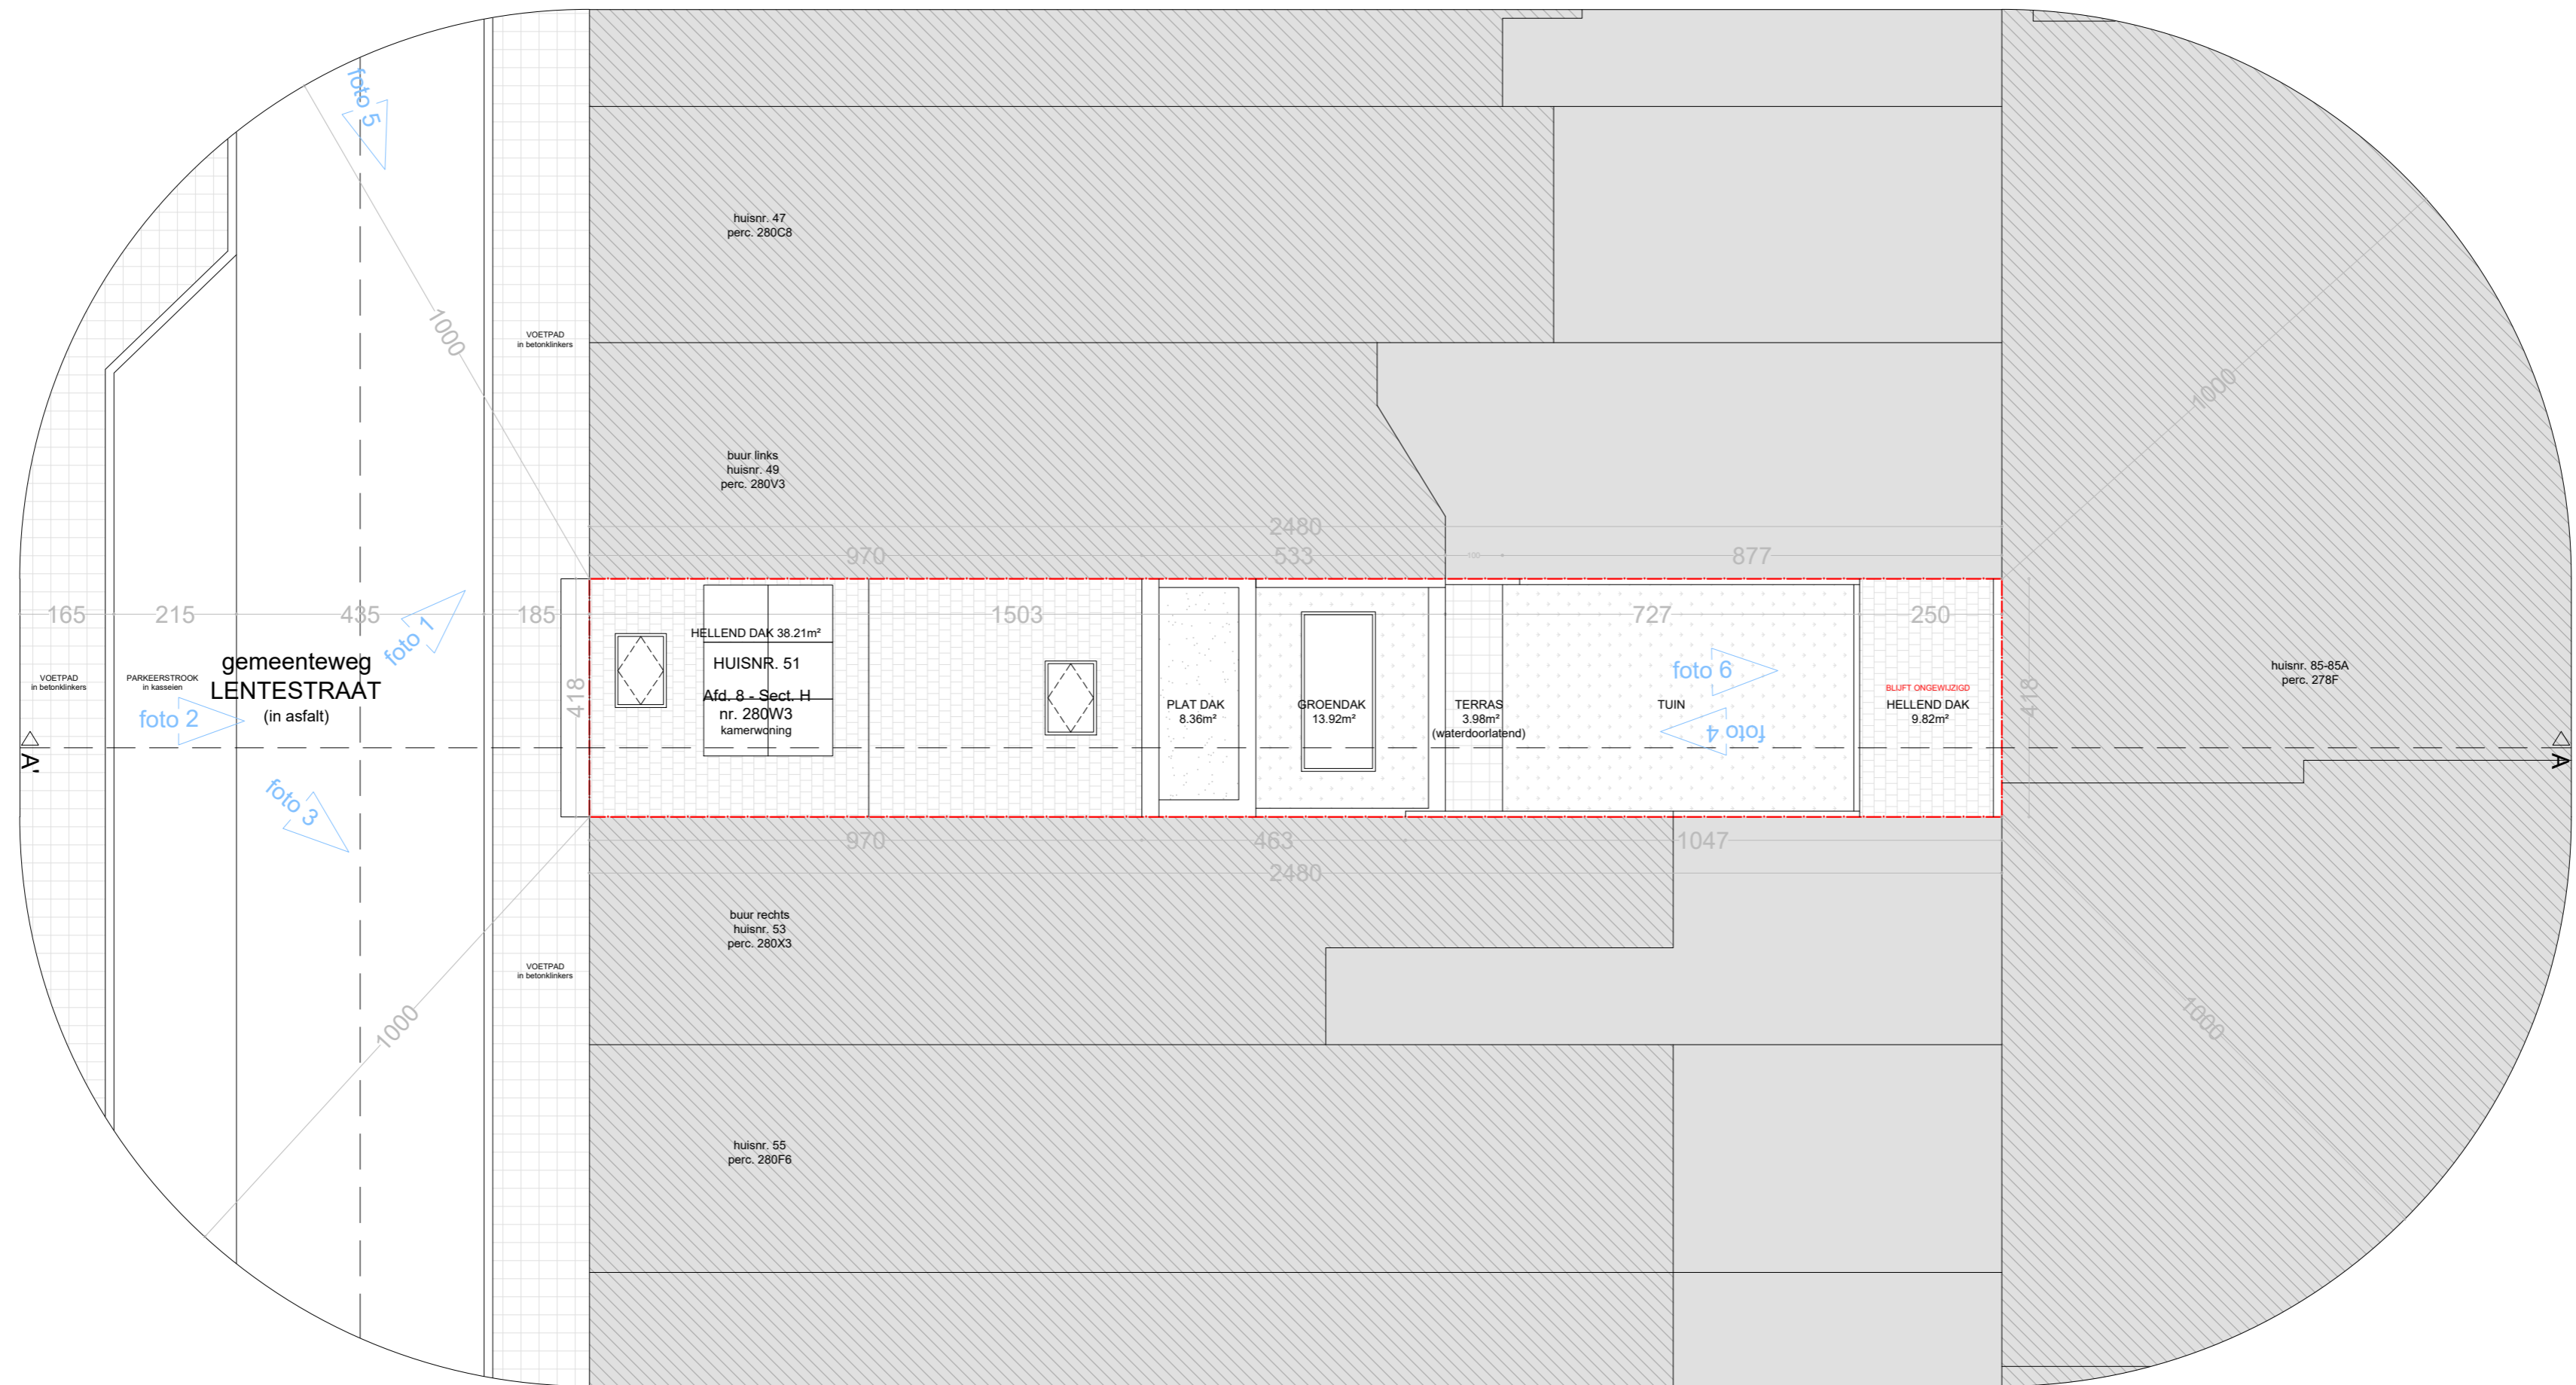 foto 5
huisnr. 47
perc. 280C8
1000
VOETPAD
in betonklinkers
1000
buur links
huisnr. 49
perc. 280V3
2480
970
533
100
877
165
215
435
185
1503
727
250
foto 1
HELLEND DAK 38.21m²
HUISNR. 51
Afd. 8 - Sect. H
nr. 280W3
kamerwoning
gemeenteweg
LENTESTRAAT
(in asfalt)
VOETPAD
in betonklinkers
PARKEERSTROOK
in kasseien
foto 2
418
PLAT DAK
8.36m²
GROENDAK
13.92m²
TERRAS
3.98m²
(waterdoorlatend)
foto 6
TUIN
foto 4
BLIJFT ONGEWIJZIGD
HELLEND DAK
9.82m²
418
huisnr. 85-85A
perc. 278F
A'
A
foto 3
970
463
1047
2480
buur rechts
huisnr. 53
perc. 280X3
VOETPAD
in betonklinkers
1000
1000
huisnr. 55
perc. 280F6